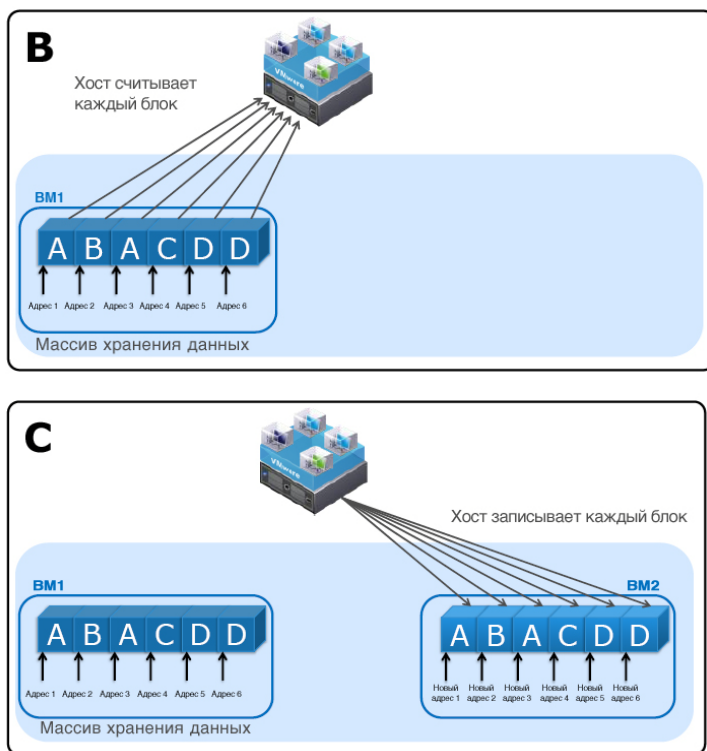 B
Хост считывает
каждый блок
VMware
ВМ1
A B A C D D
Адрес 1 Адрес 2 Адрес 3 Адрес 4 Адрес 5 Адрес 6
Массив хранения данных
C
VMware
Хост записывает каждый блок
ВМ1
ВМ2
A B A C D D
A B A C D D
Адрес 1 Адрес 2 Адрес 3 Адрес 4 Адрес 5 Адрес 6
Новый Новый Новый Новый Новый Новый
адрес 1 адрес 2 адрес 3 адрес 4 адрес 5 адрес 6
Массив хранения данных